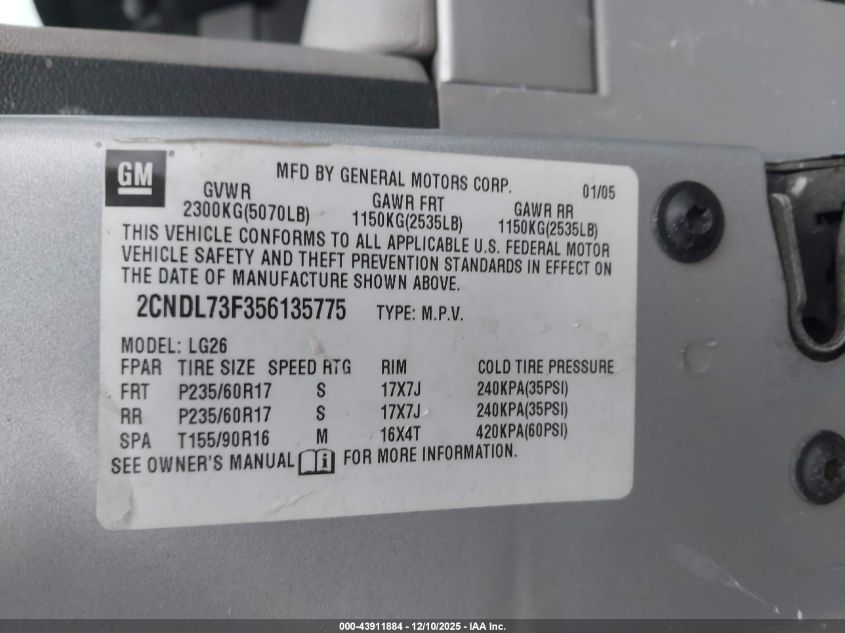 GM
MFD BY GENERAL MOTORS CORP. 01/05
GVWR GAWR FRT GAWR RR
2300KG(5070LB) 1150KG(2535LB) 1150KG(2535LB)
THIS VEHICLE CONFORMS TO ALL APPLICABLE U.S. FEDERAL MOTOR
VEHICLE SAFETY AND THEFT PREVENTION STANDARDS IN EFFECT ON
THE DATE OF MANUFACTURE SHOWN ABOVE.
2CNDL73F356135775 TYPE: M.P.V.
MODEL: LG26
FPAR TIRE SIZE SPEED RTG RIM COLD TIRE PRESSURE
FRT P235/60R17 S 17X7J 240KPA(35PSI)
RR P235/60R17 S 17X7J 240KPA(35PSI)
SPA T155/90R16 M 16X4T 420KPA(60PSI)
SEE OWNER'S MANUAL i FOR MORE INFORMATION.
000-43911884 - 12/10/2025 - IAA Inc.